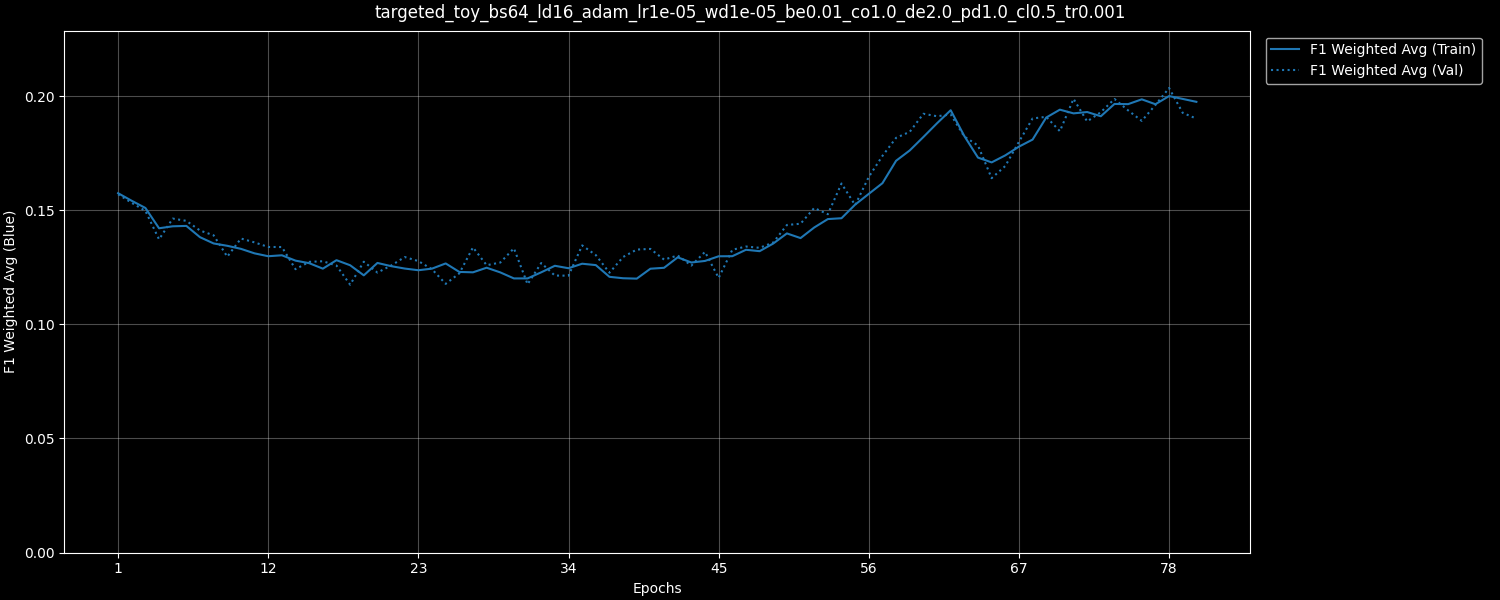 targeted_toy_bs64_ld16_adam_lr1e-05_wd1e-05_be0.01_co1.0_de2.0_pd1.0_cl0.5_tr0.001
F1 Weighted Avg (Train)
F1 Weighted Avg (Val)
F1 Weighted Avg (Blue)
0.20
0.15
0.10
0.05
0.00
1 12 23 34 45 56 67 78
Epochs